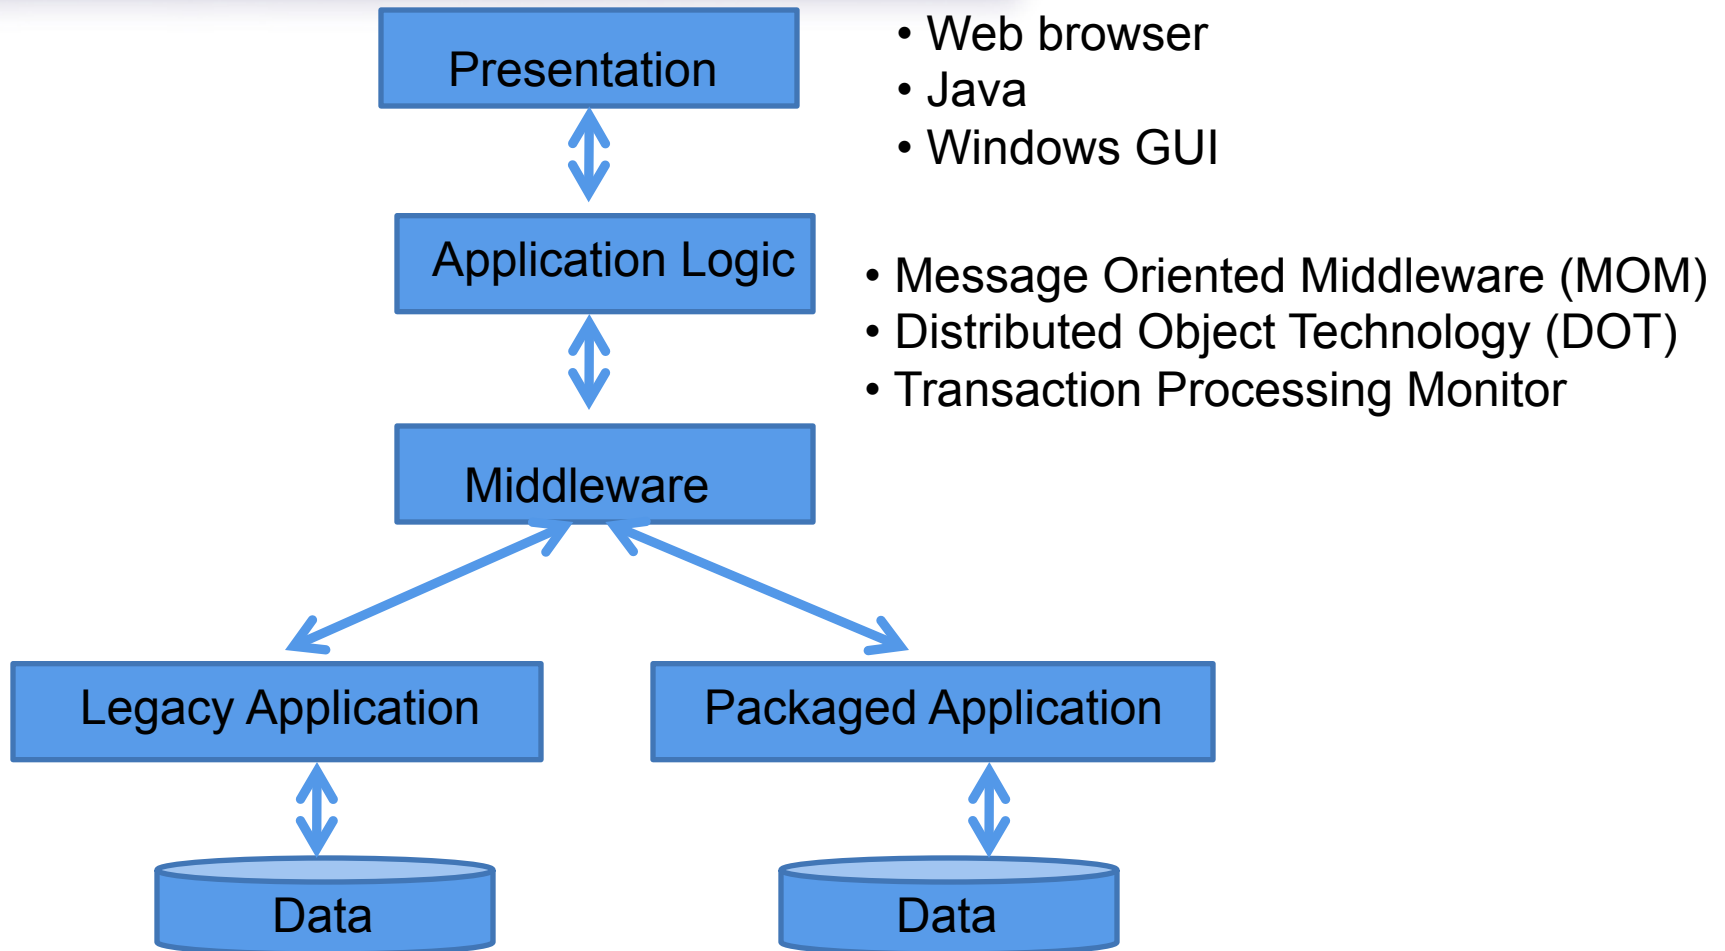 Presentation
• Web browser
• Java
• Windows GUI
Application Logic
• Message Oriented Middleware (MOM)
• Distributed Object Technology (DOT)
• Transaction Processing Monitor
Middleware
Legacy Application
Packaged Application
Data
Data